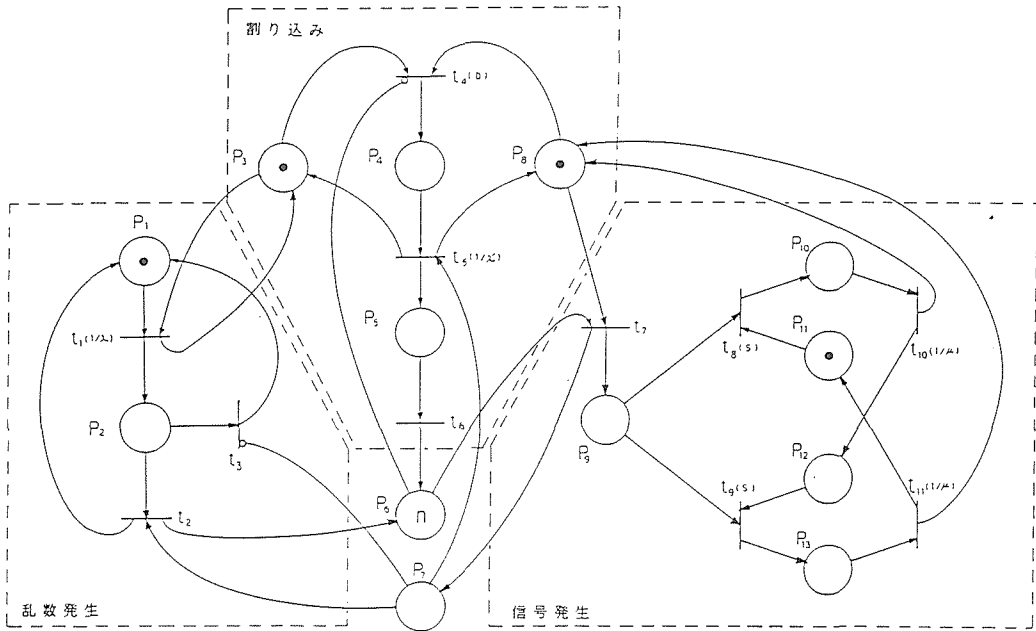 割り込み
t₄(D)
P₃
P₄
P₈
P₁
t₅(1/λ')
P₁₀
P₅
t₁(1/λ)
t₇
P₁₁
t₈(S)
t₁₀(1/μ)
P₂
t₆
t₃
P₉
P₁₂
t₉(S)
t₁₁(1/μ)
P₆
n
t₂
P₁₃
P₇
乱数発生
信号発生